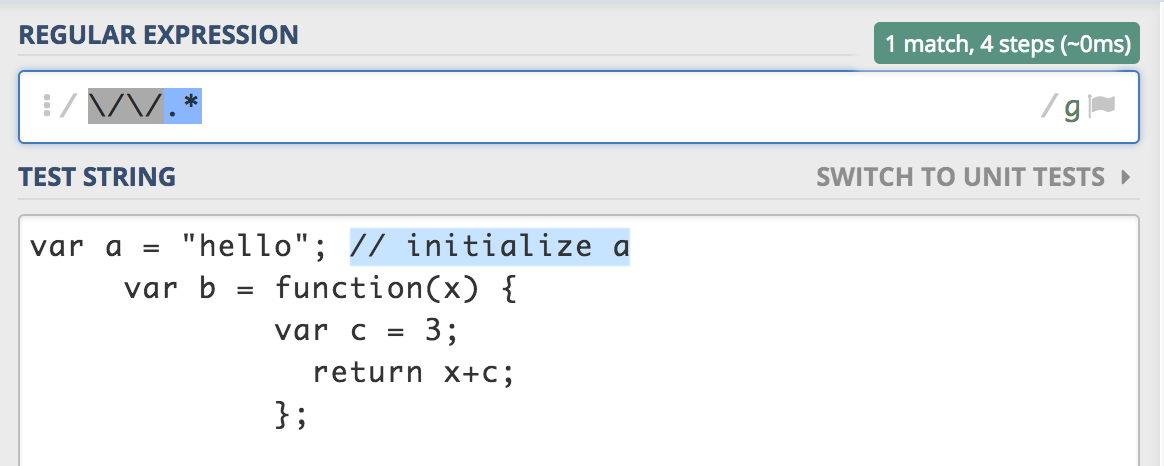 REGULAR EXPRESSION
1 match, 4 steps (~0ms)
/ \/\/.* / g
TEST STRING
SWITCH TO UNIT TESTS
var a = "hello"; // initialize a
     var b = function(x) {
             var c = 3;
               return x+c;
             };